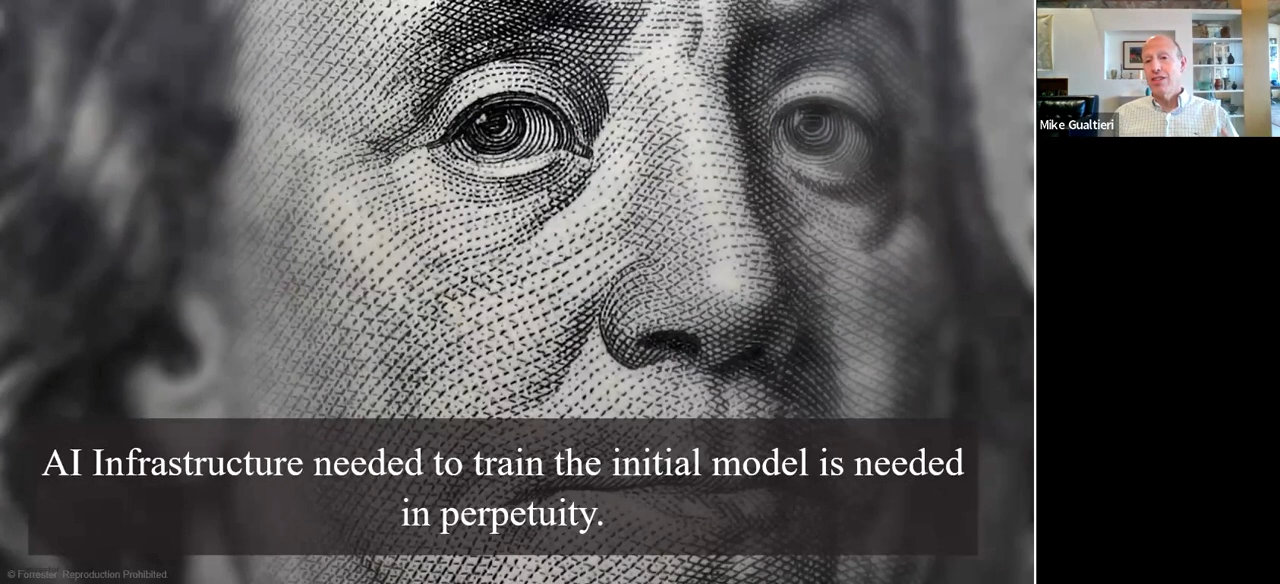 AI Infrastructure needed to train the initial model is needed
in perpetuity.
© Forrester. Reproduction Prohibited.
Mike Gualtieri